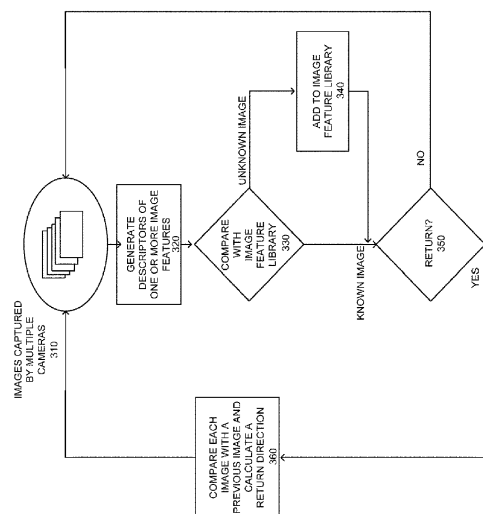 IMAGES CAPTURED
BY MULTIPLE
CAMERAS
310
GENERATE
DESCRIPTORS OF
ONE OR MORE IMAGE
FEATURES
320
COMPARE
WITH
IMAGE
FEATURE
LIBRARY
330
UNKNOWN IMAGE
ADD TO IMAGE
FEATURE LIBRARY
340
KNOWN IMAGE
RETURN?
350
NO
YES
COMPARE EACH
IMAGE WITH A
PREVIOUS IMAGE AND
CALCULATE A
RETURN DIRECTION
360